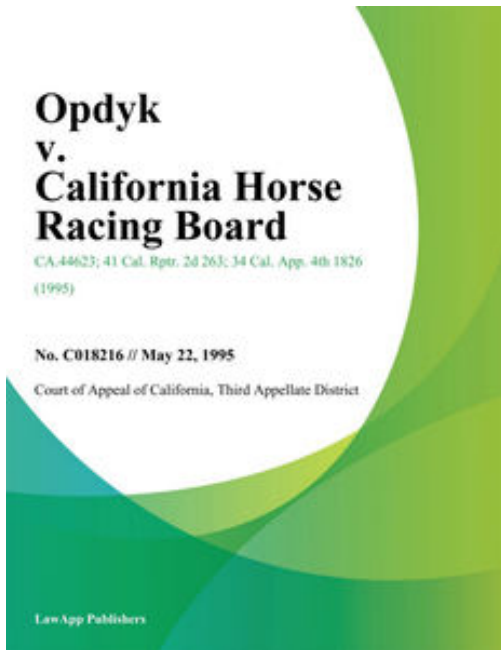 Opdyk
v.
California Horse
Racing Board
CA.44623; 41 Cal. Rptr. 2d 263; 34 Cal. App. 4th 1826
(1995)
No. C018216 // May 22, 1995
Court of Appeal of California, Third Appellate District
LawApp Publishers